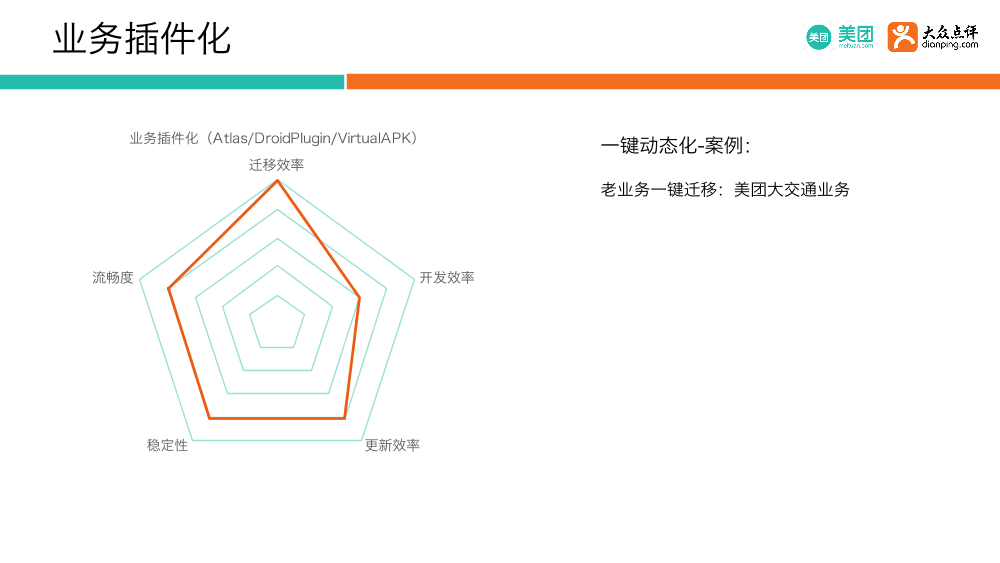 业务插件化
美团 美团 大众点评
meituan.com dianping.com
业务插件化（Atlas/DroidPlugin/VirtualAPK）
迁移效率
流畅度
开发效率
稳定性
更新效率
一键动态化-案例：
老业务一键迁移：美团大交通业务